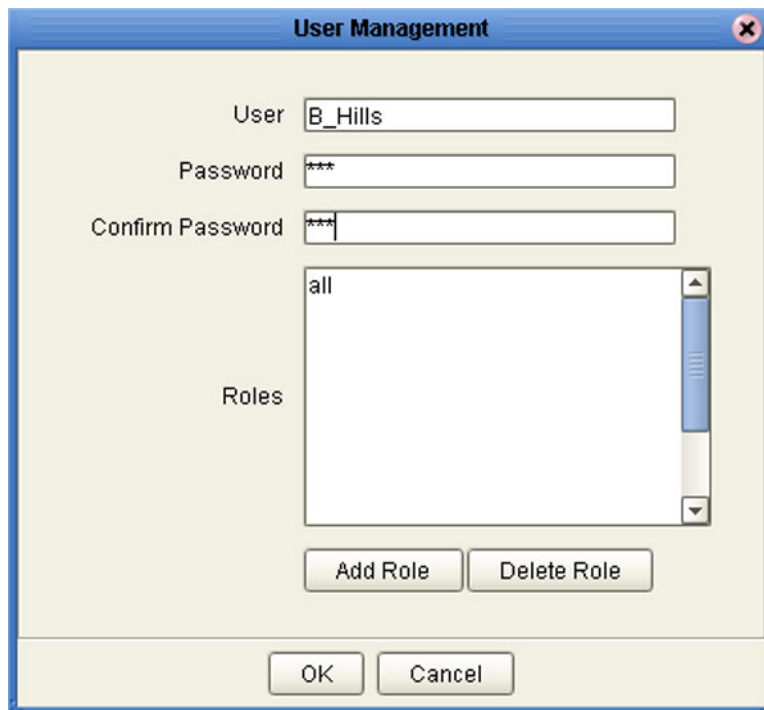 User Management
User B_Hills
Password ***
Confirm Password ***
all
Roles
Add Role Delete Role
OK Cancel